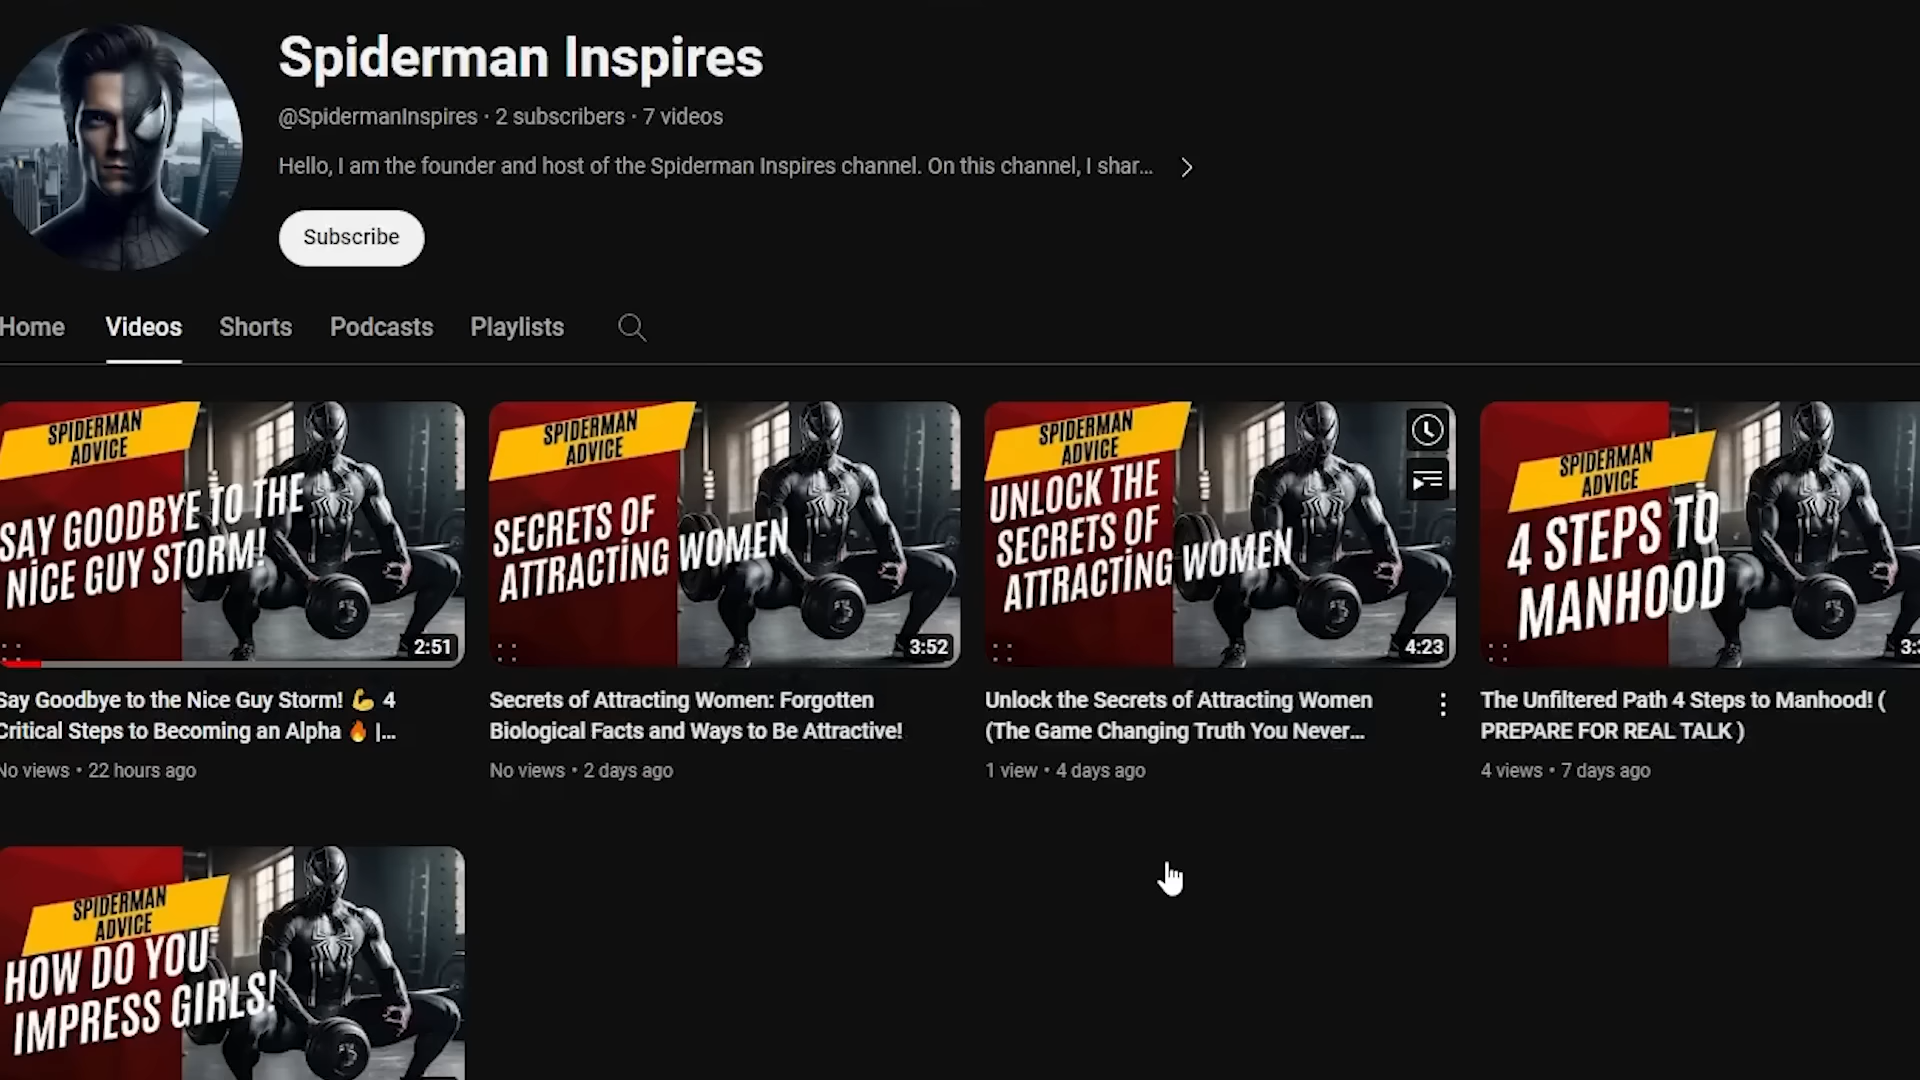 Spiderman Inspires
@SpidermanInspires · 2 subscribers · 7 videos
Hello, I am the founder and host of the Spiderman Inspires channel. On this channel, I shar...
Subscribe
Home Videos Shorts Podcasts Playlists
SPIDERMAN
ADVICE
SAY GOODBYE TO THE
NİCE GUY STORM!
2:51
Say Goodbye to the Nice Guy Storm! 💪 4
Critical Steps to Becoming an Alpha 🔥 |...
No views · 22 hours ago
SPIDERMAN
ADVICE
SECRETS OF
ATTRACTİNG WOMEN
3:52
Secrets of Attracting Women: Forgotten
Biological Facts and Ways to Be Attractive!
No views · 2 days ago
SPIDERMAN
ADVICE
UNLOCK THE
SECRETS OF
ATTRACTİNG WOMEN
4:23
Unlock the Secrets of Attracting Women
(The Game Changing Truth You Never...
1 view · 4 days ago
SPIDERMAN
ADVICE
4 STEPS TO
MANHOOD
The Unfiltered Path 4 Steps to Manhood! (
PREPARE FOR REAL TALK )
4 views · 7 days ago
SPIDERMAN
ADVICE
HOW DO YOU
IMPRESS GIRLS!